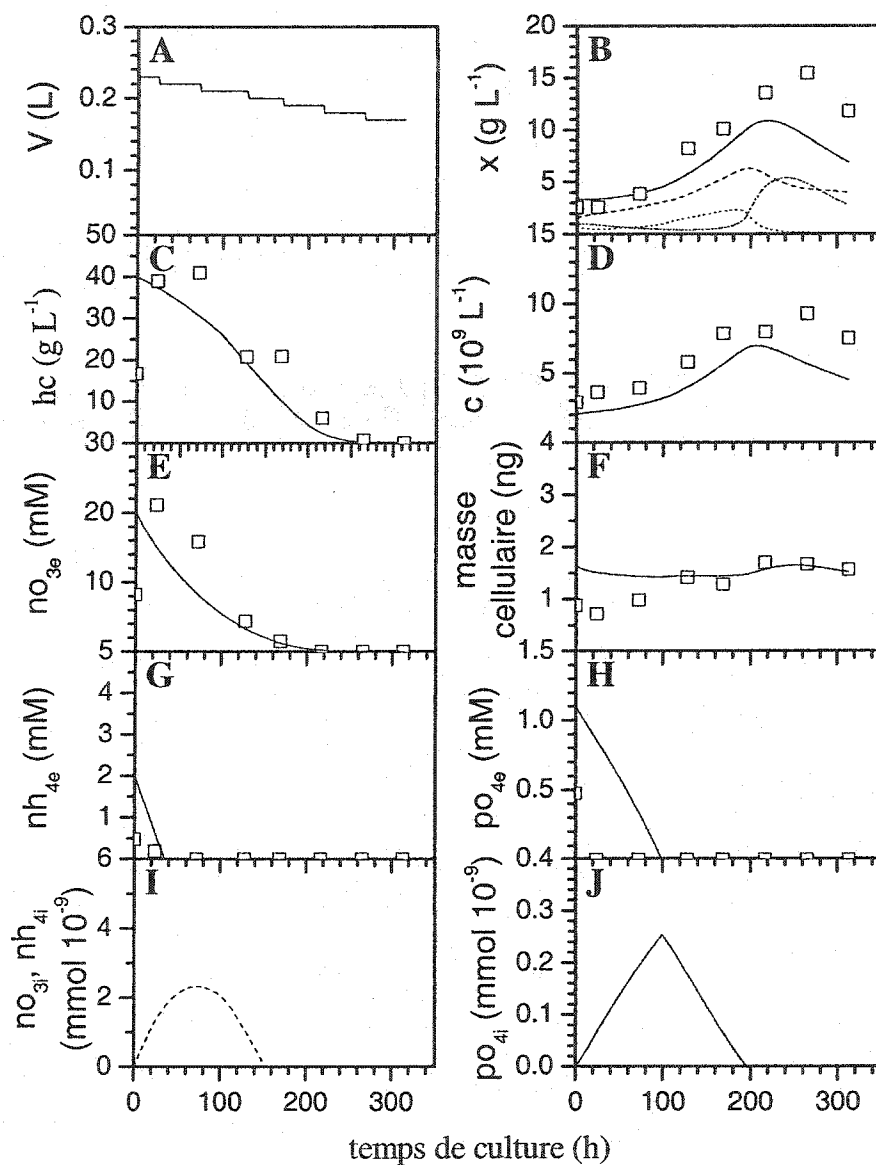 A
V (L)
0.3
0.2
0.1
50
B
x (g L-1)
20
15
10
5
15
C
hc (g L-1)
40
30
20
10
30
D
c (10^9 L-1)
10
5
4
E
no3e (mM)
20
10
5
F
masse
cellulaire (ng)
3
2
1
1.5
G
nh4e (mM)
4
3
2
1
6
H
po4e (mM)
1.0
0.5
0.4
I
no3i, nh4i
(mmol 10-9)
4
2
0
J
po4i (mmol 10-9)
0.3
0.2
0.1
0.0
0 100 200 300
0 100 200 300
temps de culture (h)